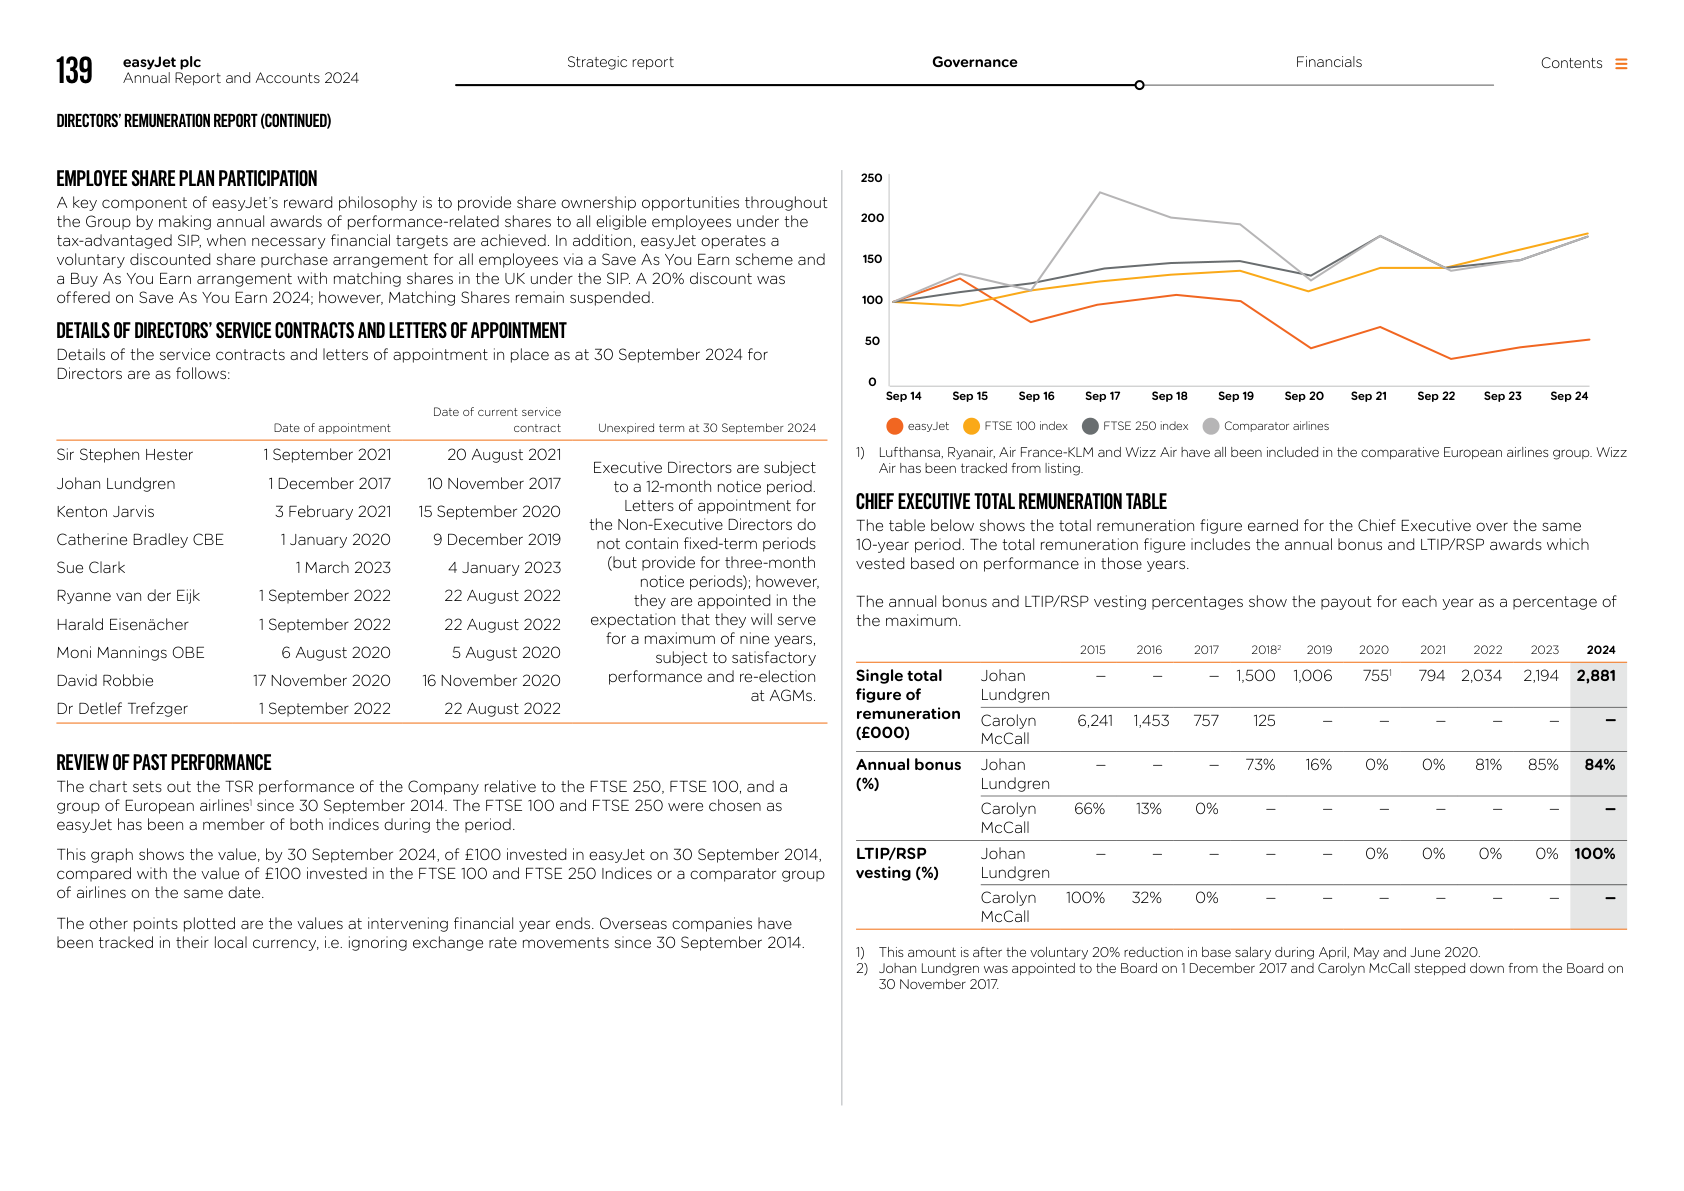 139
easyJet plc
Annual Report and Accounts 2024
Strategic report
Governance
Financials
Contents
DIRECTORS' REMUNERATION REPORT (CONTINUED)
EMPLOYEE SHARE PLAN PARTICIPATION
A key component of easyJet's reward philosophy is to provide share ownership opportunities throughout
the Group by making annual awards of performance-related shares to all eligible employees under the
tax-advantaged SIP, when necessary financial targets are achieved. In addition, easyJet operates a
voluntary discounted share purchase arrangement for all employees via a Save As You Earn scheme and
a Buy As You Earn arrangement with matching shares in the UK under the SIP. A 20% discount was
offered on Save As You Earn 2024; however, Matching Shares remain suspended.
DETAILS OF DIRECTORS' SERVICE CONTRACTS AND LETTERS OF APPOINTMENT
Details of the service contracts and letters of appointment in place as at 30 September 2024 for
Directors are as follows:
Date of appointment
Date of current service
contract
Unexpired term at 30 September 2024
Sir Stephen Hester 1 September 2021 20 August 2021
Johan Lundgren 1 December 2017 10 November 2017
Kenton Jarvis 3 February 2021 15 September 2020
Catherine Bradley CBE 1 January 2020 9 December 2019
Sue Clark 1 March 2023 4 January 2023
Ryanne van der Eijk 1 September 2022 22 August 2022
Harald Eisenächer 1 September 2022 22 August 2022
Moni Mannings OBE 6 August 2020 5 August 2020
David Robbie 17 November 2020 16 November 2020
Dr Detlef Trefzger 1 September 2022 22 August 2022
Executive Directors are subject
to a 12-month notice period.
Letters of appointment for
the Non-Executive Directors do
not contain fixed-term periods
(but provide for three-month
notice periods); however,
they are appointed in the
expectation that they will serve
for a maximum of nine years,
subject to satisfactory
performance and re-election
at AGMs.
REVIEW OF PAST PERFORMANCE
The chart sets out the TSR performance of the Company relative to the FTSE 250, FTSE 100, and a
group of European airlines¹ since 30 September 2014. The FTSE 100 and FTSE 250 were chosen as
easyJet has been a member of both indices during the period.
This graph shows the value, by 30 September 2024, of £100 invested in easyJet on 30 September 2014,
compared with the value of £100 invested in the FTSE 100 and FTSE 250 Indices or a comparator group
of airlines on the same date.
The other points plotted are the values at intervening financial year ends. Overseas companies have
been tracked in their local currency, i.e. ignoring exchange rate movements since 30 September 2014.
250
200
150
100
50
0
Sep 14 Sep 15 Sep 16 Sep 17 Sep 18 Sep 19 Sep 20 Sep 21 Sep 22 Sep 23 Sep 24
easyJet FTSE 100 index FTSE 250 index Comparator airlines
1) Lufthansa, Ryanair, Air France-KLM and Wizz Air have all been included in the comparative European airlines group. Wizz
Air has been tracked from listing.
CHIEF EXECUTIVE TOTAL REMUNERATION TABLE
The table below shows the total remuneration figure earned for the Chief Executive over the same
10-year period. The total remuneration figure includes the annual bonus and LTIP/RSP awards which
vested based on performance in those years.
The annual bonus and LTIP/RSP vesting percentages show the payout for each year as a percentage of
the maximum.
2015 2016 2017 2018² 2019 2020 2021 2022 2023 2024
Single total
figure of
remuneration
(£000)
Johan
Lundgren
– – – 1,500 1,006 755¹ 794 2,034 2,194 2,881
Carolyn
McCall
6,241 1,453 757 125 – – – – – –
Annual bonus
(%)
Johan
Lundgren
– – – 73% 16% 0% 0% 81% 85% 84%
Carolyn
McCall
66% 13% 0% – – – – – – –
LTIP/RSP
vesting (%)
Johan
Lundgren
– – – – – 0% 0% 0% 0% 100%
Carolyn
McCall
100% 32% 0% – – – – – – –
1) This amount is after the voluntary 20% reduction in base salary during April, May and June 2020.
2) Johan Lundgren was appointed to the Board on 1 December 2017 and Carolyn McCall stepped down from the Board on
30 November 2017.